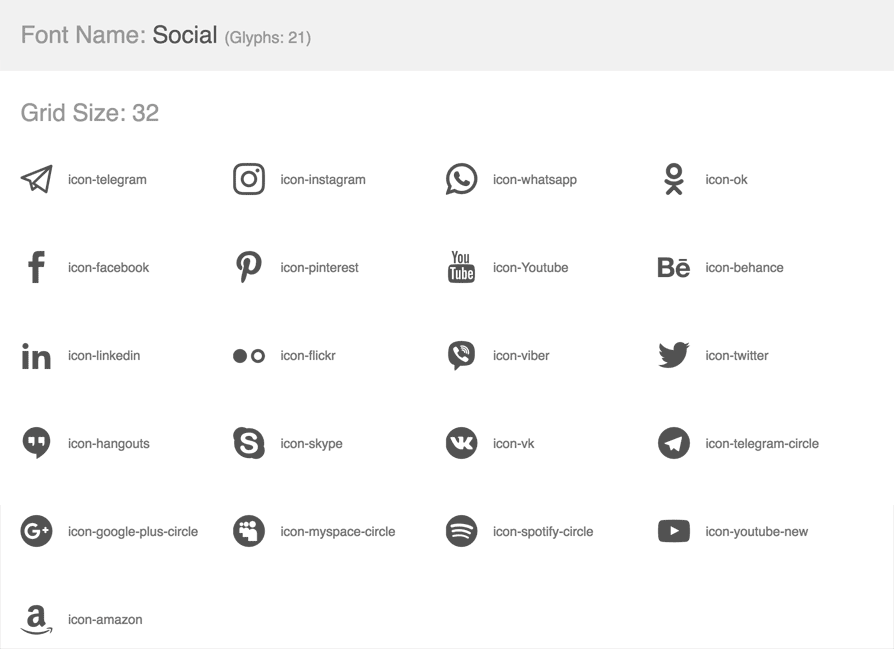 Font Name: Social (Glyphs: 21)
Grid Size: 32
icon-telegram icon-instagram icon-whatsapp icon-ok
icon-facebook icon-pinterest You Tube icon-Youtube Bē icon-behance
in icon-linkedin icon-flickr icon-viber icon-twitter
icon-hangouts S icon-skype icon-vk icon-telegram-circle
G+ icon-google-plus-circle icon-myspace-circle icon-spotify-circle icon-youtube-new
a icon-amazon